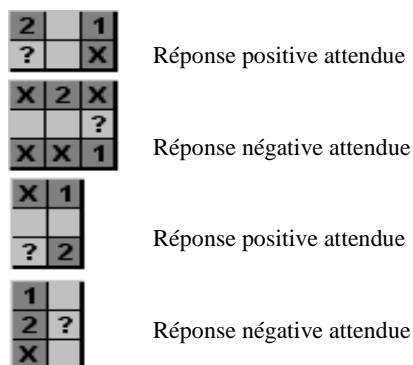 2 1
? X
Réponse positive attendue
X 2 X
?
X X 1
Réponse négative attendue
X 1
? 2
Réponse positive attendue
1
2 ?
X
Réponse négative attendue